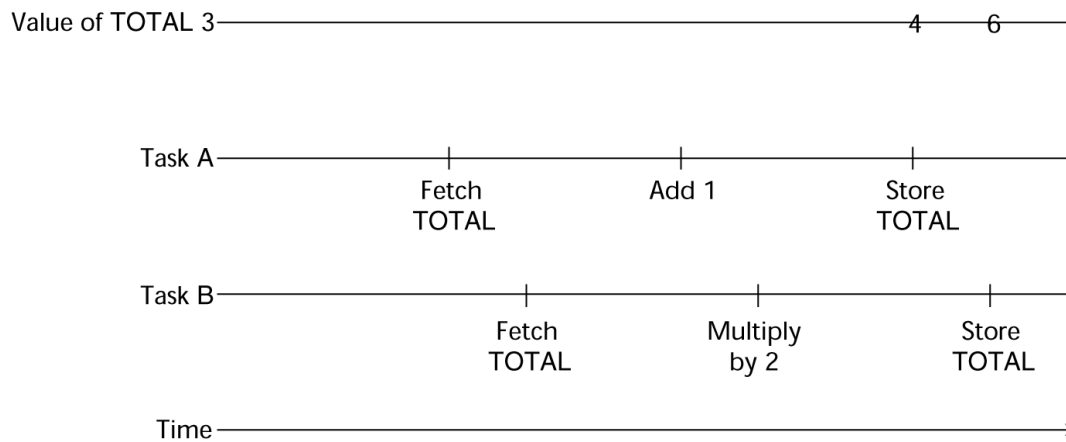 Value of TOTAL 3 4 6
Task A
Fetch Add 1 Store
TOTAL TOTAL
Task B
Fetch Multiply Store
TOTAL by 2 TOTAL
Time